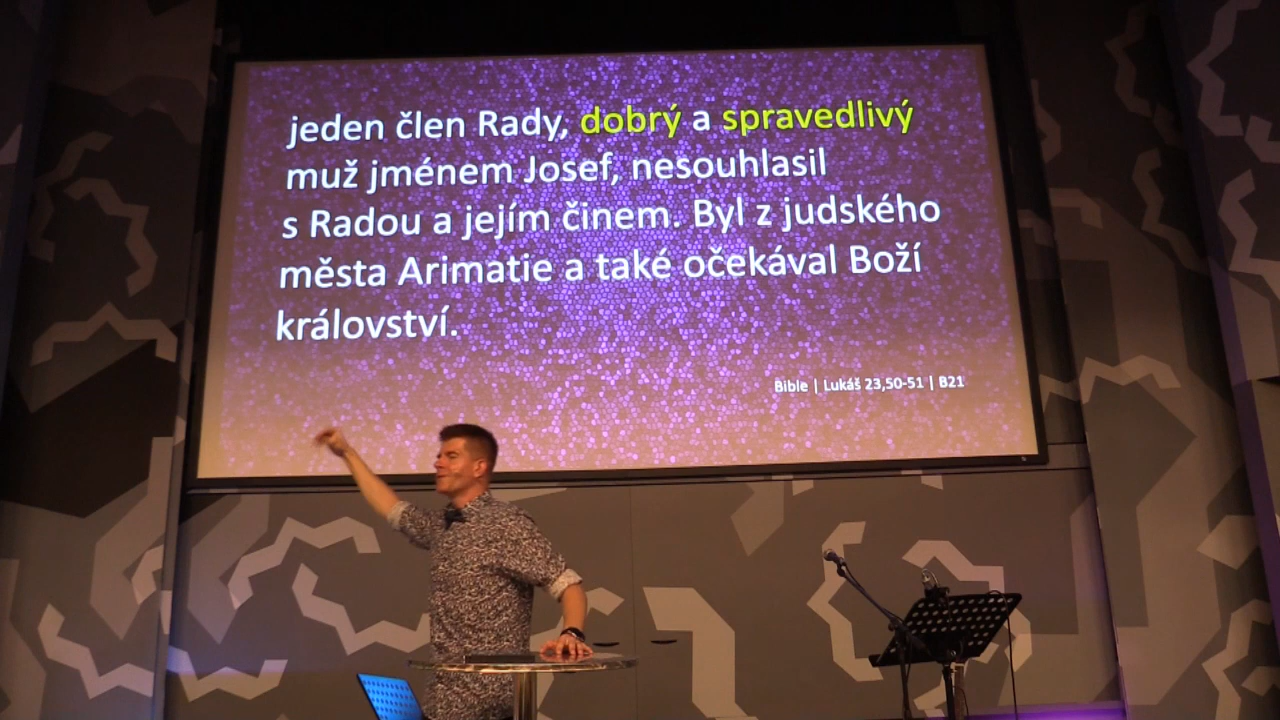 jeden člen Rady, dobrý a spravedlivý
muž jménem Josef, nesouhlasil
s Radou a jejím činem. Byl z judského
města Arimatie a také očekával Boží
království.
Bible | Lukáš 23,50-51 | B21